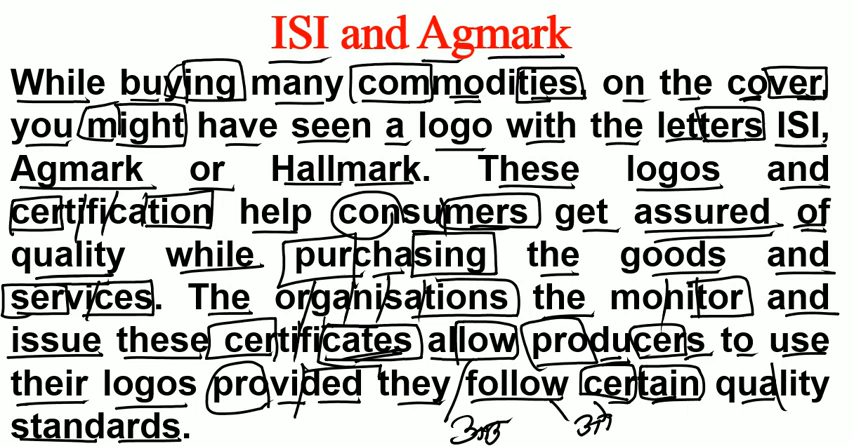 ISI and Agmark
While buying many commodities, on the cover,
you might have seen a logo with the letters ISI,
Agmark or Hallmark. These logos and
certification help consumers get assured of
quality while purchasing the goods and
services. The organisations the monitor and
issue these certificates allow producers to use
their logos provided they follow certain quality
standards.